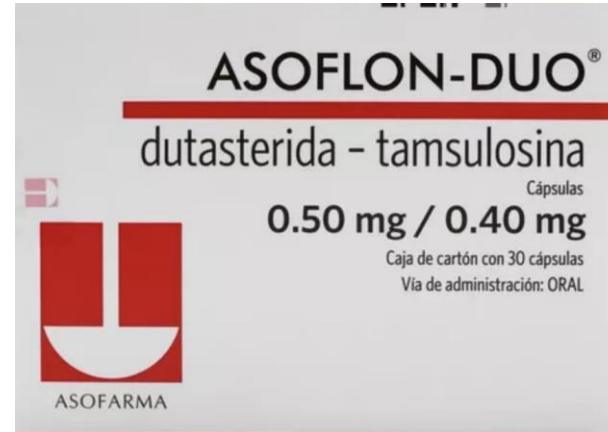 ASOFLON-DUO®
dutasterida - tamsulosina
Cápsulas
0.50 mg / 0.40 mg
Caja de cartón con 30 cápsulas
Vía de administración: ORAL
ASOFARMA